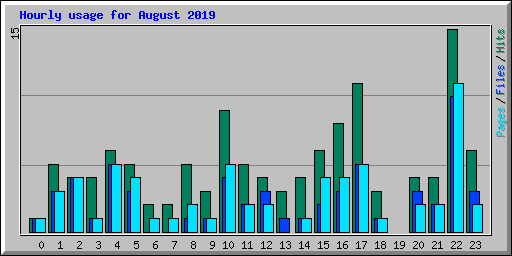 Hourly usage for August 2019
15
Pages/Files/Hits
0 1 2 3 4 5 6 7 8 9 10 11 12 13 14 15 16 17 18 19 20 21 22 23